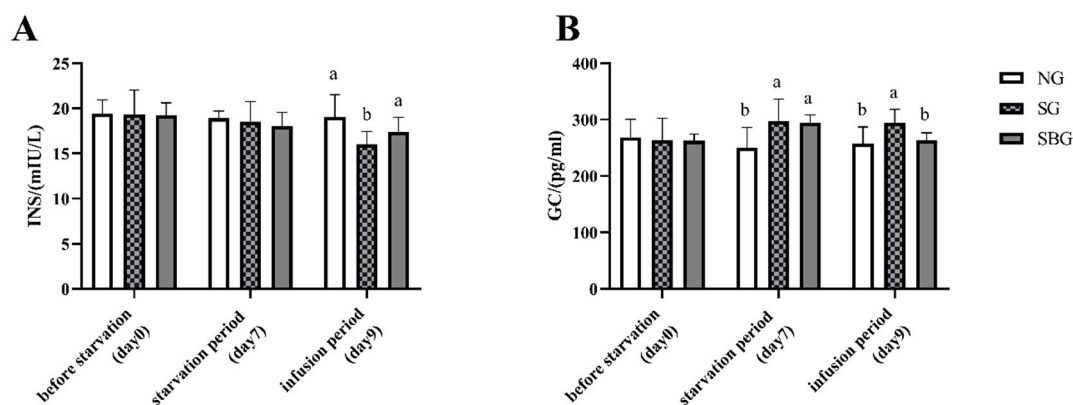 A
INS/(mIU/L)
25
20
15
10
5
0
a
b
a
before starvation
(day0)
starvation period
(day7)
infusion period
(day9)
B
GC/(pg/ml)
400
300
200
100
0
b
a
a
b
a
b
before starvation
(day0)
starvation period
(day7)
infusion period
(day9)
NG
SG
SBG